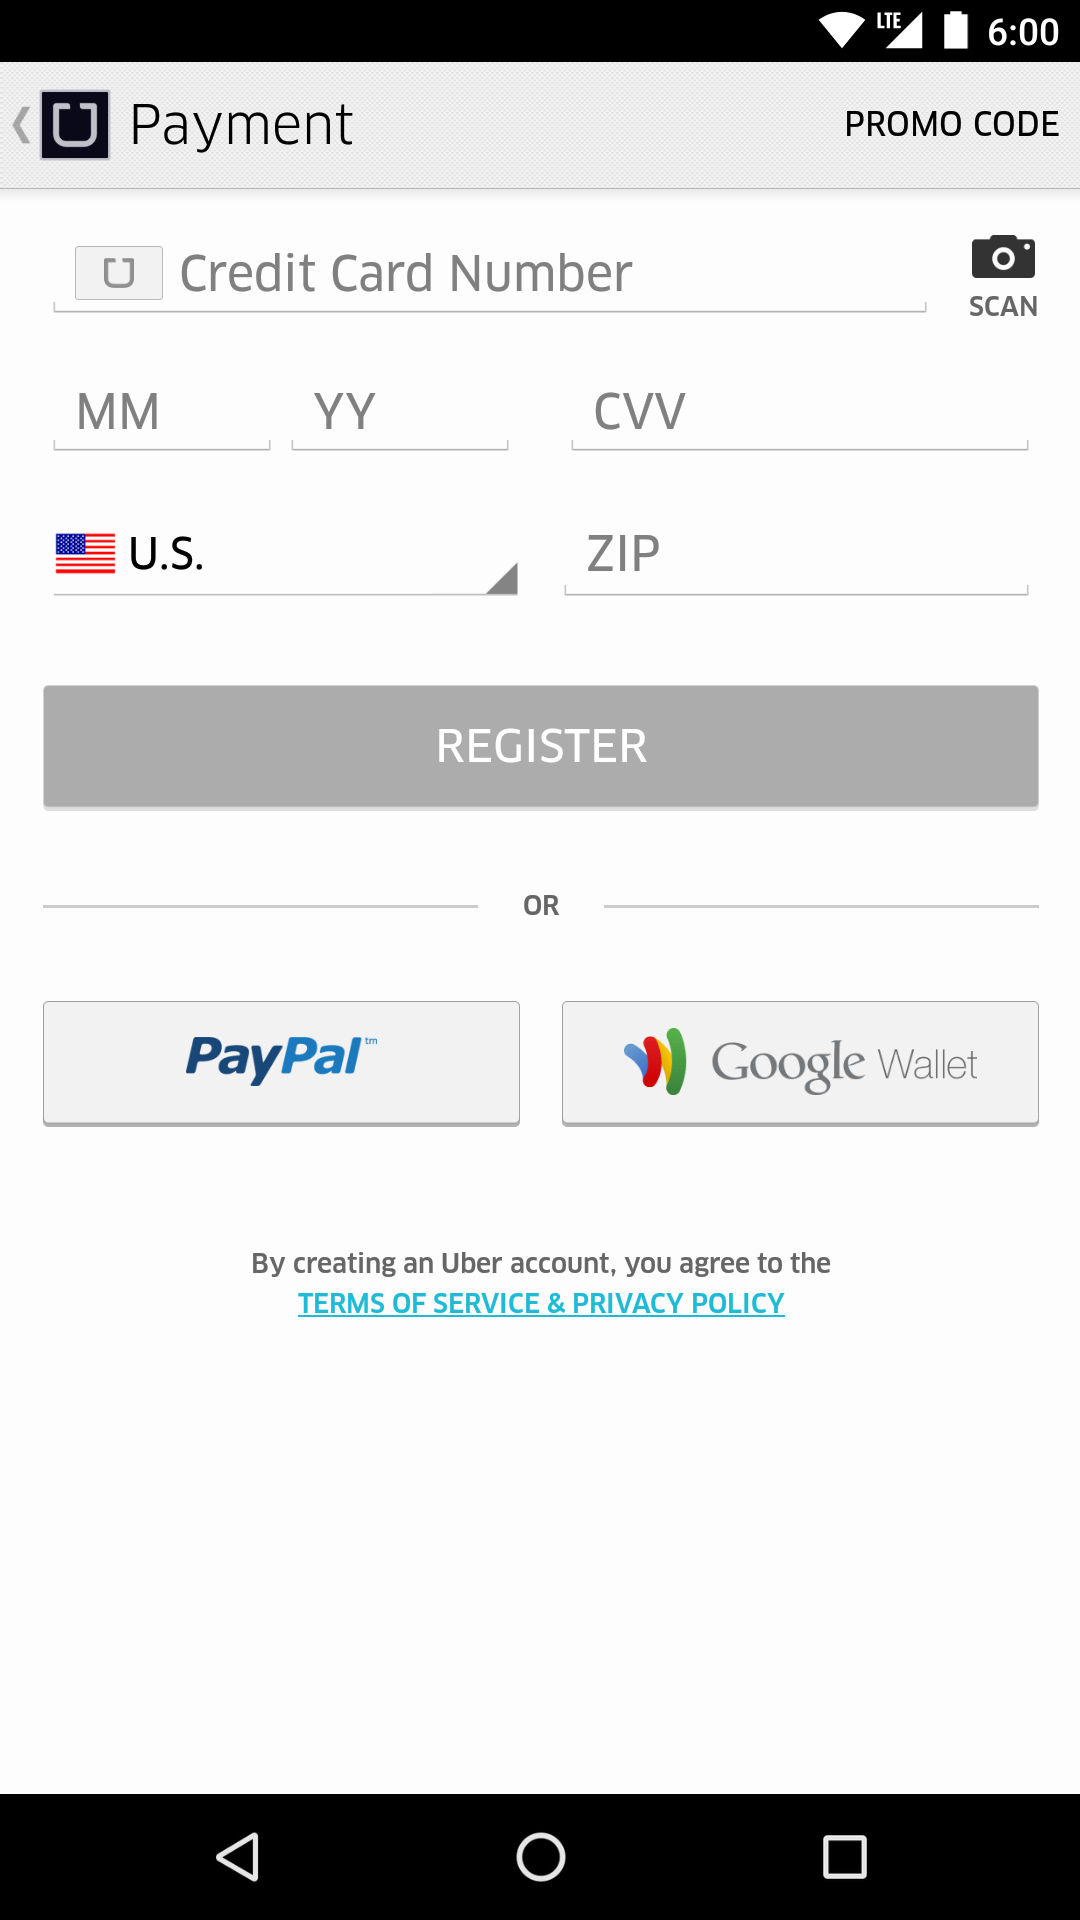 LTE 6:00
Payment PROMO CODE
Credit Card Number
SCAN
MM YY CVV
U.S. ZIP
REGISTER
OR
PayPal™ Google Wallet
By creating an Uber account, you agree to the
TERMS OF SERVICE & PRIVACY POLICY